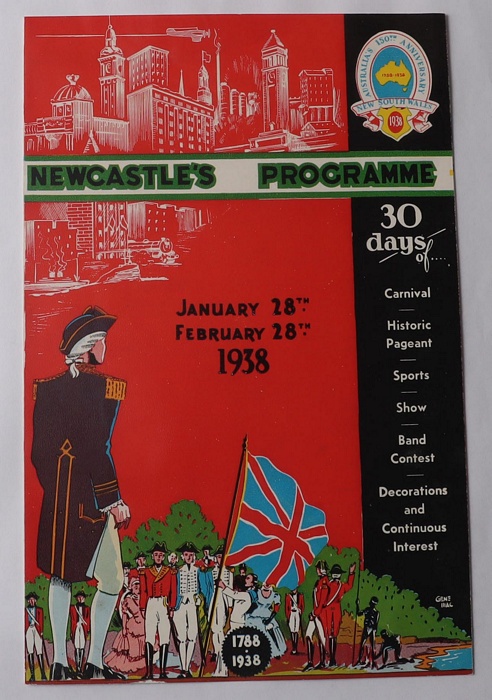 AUSTRALIA'S 150TH ANNIVERSARY
1788-1938
NEW SOUTH WALES
1938
NEWCASTLE'S PROGRAMME
30
days
of....
Carnival
Historic
Pageant
Sports
Show
Band
Contest
Decorations
and
Continuous
Interest
JANUARY 28TH
FEBRUARY 28TH
1938
1788
1938